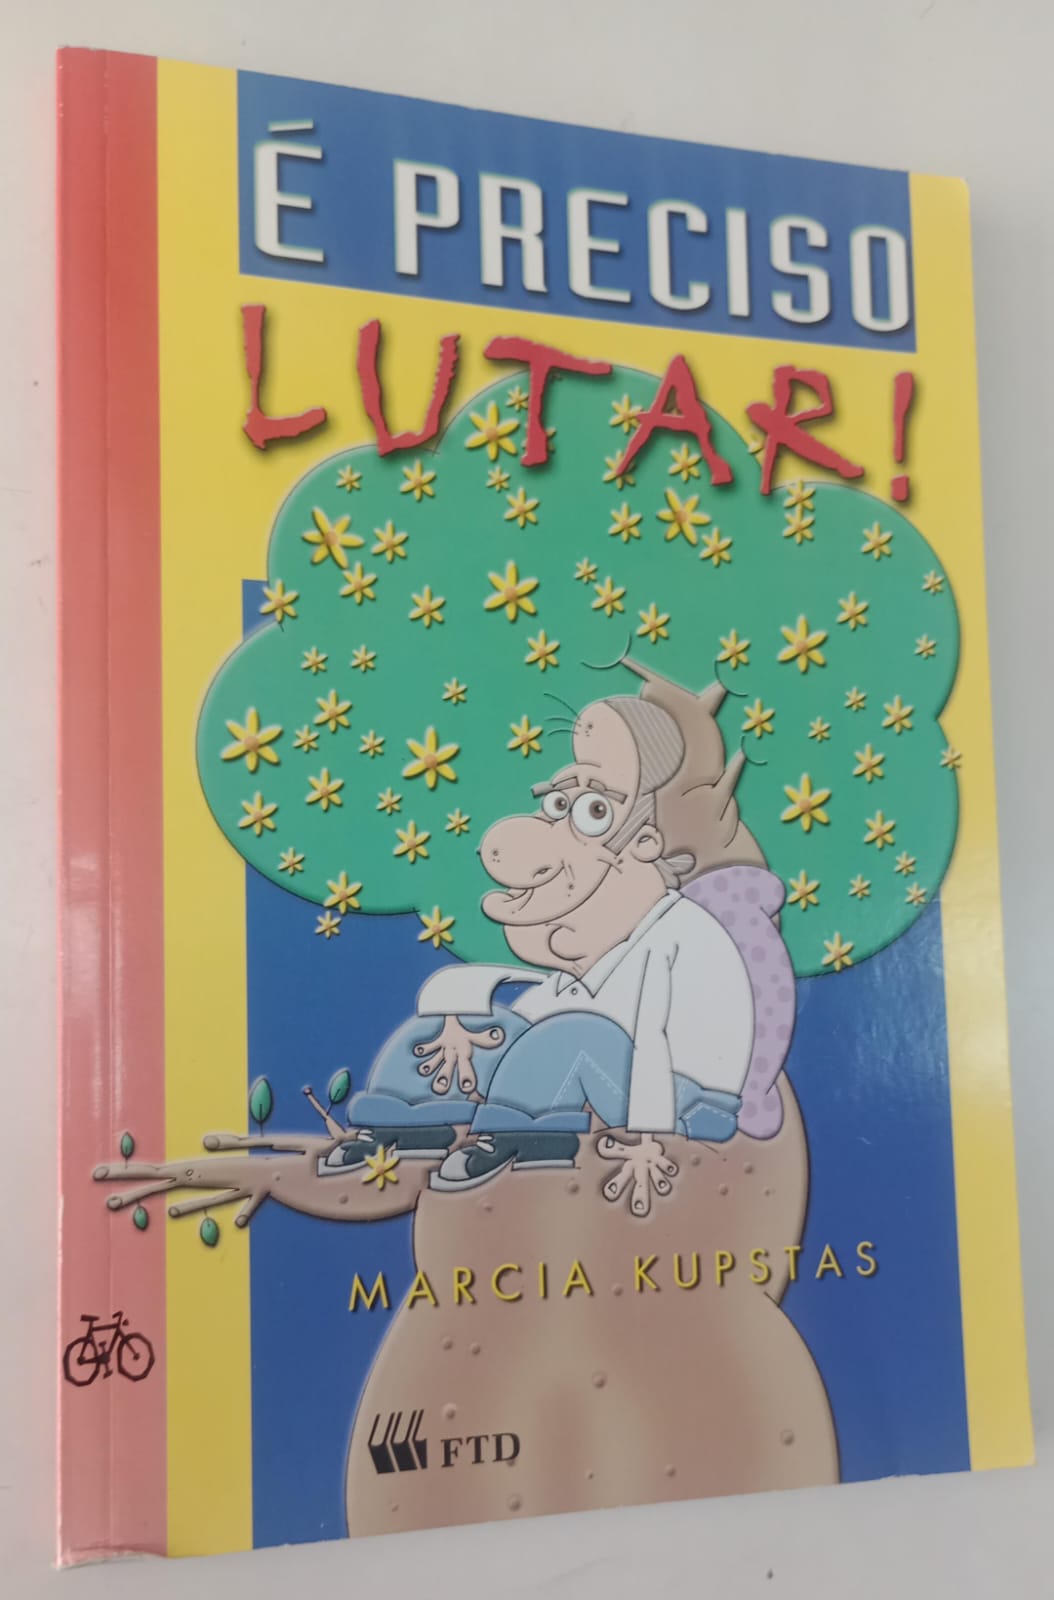 É PRECISO
LUTAR!
MARCIA KUPSTAS
FTD